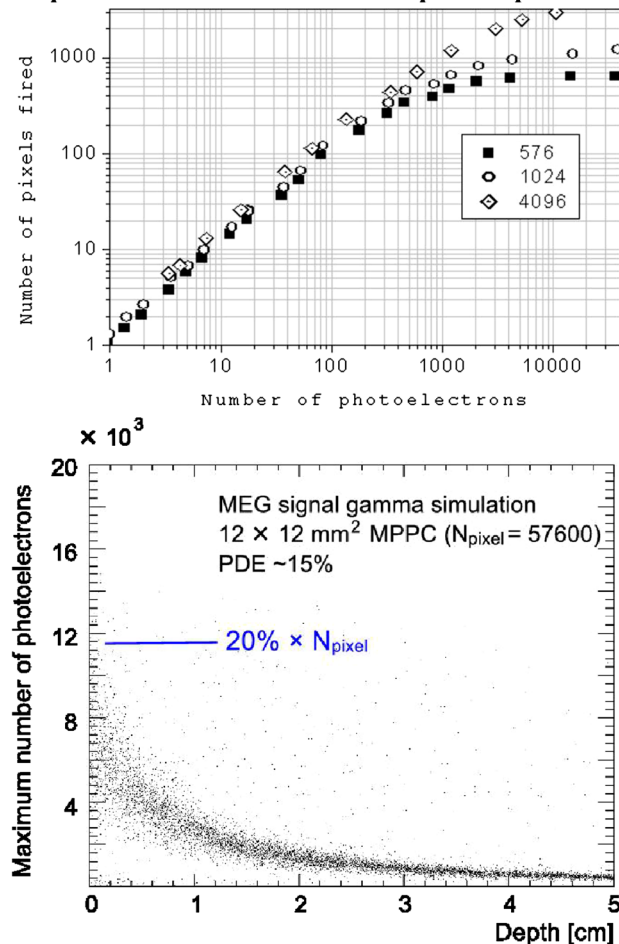 1000
100
10
1
Number of pixels fired
576
1024
4096
1 10 100 1000 10000
Number of photoelectrons
× 10³
20
16
12
8
4
Maximum number of photoelectrons
MEG signal gamma simulation
12 × 12 mm² MPPC (Npixel = 57600)
PDE ~15%
20% × Npixel
0 1 2 3 4 5
Depth [cm]